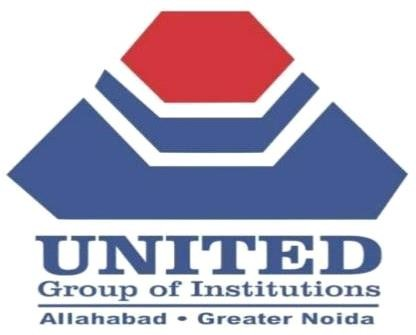 UNITED
Group of Institutions
Allahabad • Greater Noida